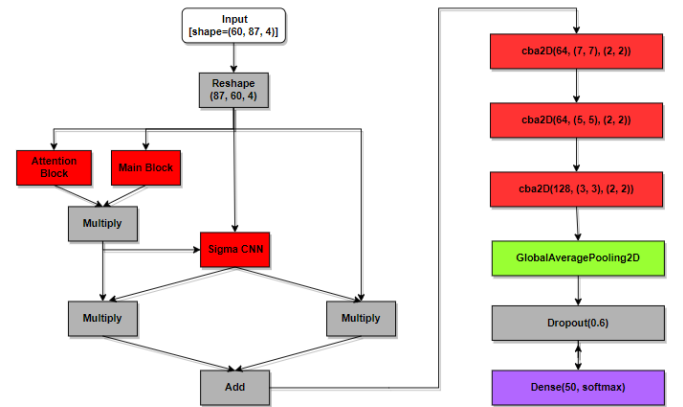 Input
[shape=(60, 87, 4)]
Reshape
(87, 60, 4)
Attention
Block
Main Block
Multiply
Sigma CNN
Multiply
Multiply
Add
cba2D(64, (7, 7), (2, 2))
cba2D(64, (5, 5), (2, 2))
cba2D(128, (3, 3), (2, 2))
GlobalAveragePooling2D
Dropout(0.6)
Dense(50, softmax)